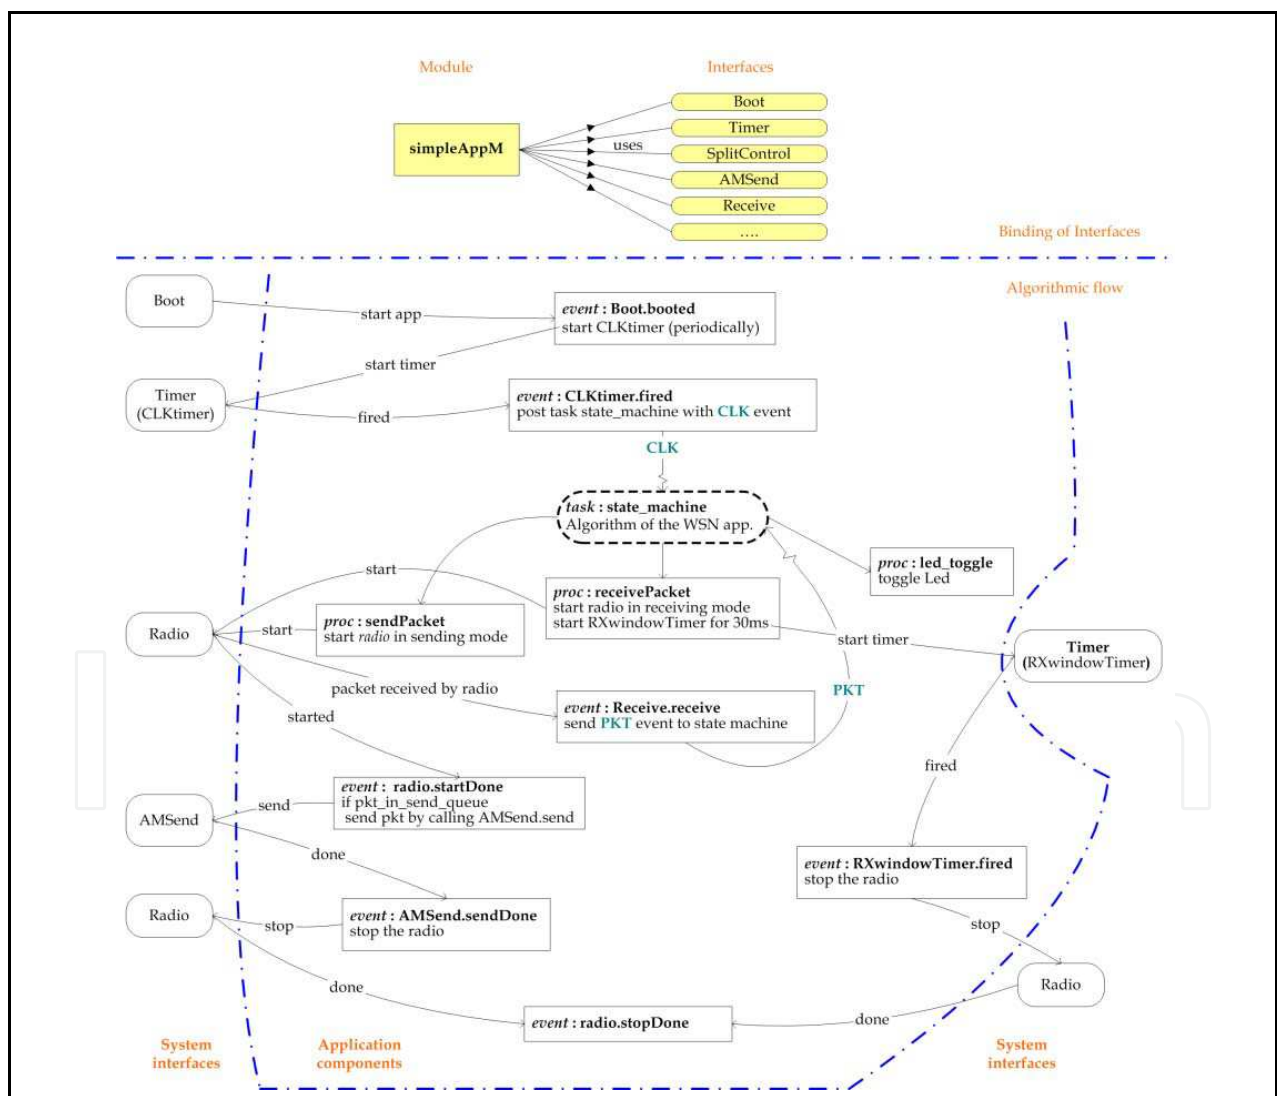 Module
Interfaces
simpleAppM
uses
Boot
Timer
SplitControl
AMSend
Receive
....
Binding of Interfaces
Algorithmic flow
Boot
start app
event : Boot.booted
start CLKtimer (periodically)
start timer
Timer
(CLKtimer)
fired
event : CLKtimer.fired
post task state_machine with CLK event
CLK
task : state_machine
Algorithm of the WSN app.
proc : led_toggle
toggle Led
start
proc : receivePacket
start radio in receiving mode
start RXwindowTimer for 30ms
Radio
start
proc : sendPacket
start radio in sending mode
start timer
Timer
(RXwindowTimer)
packet received by radio
PKT
started
event : Receive.receive
send PKT event to state machine
fired
event : radio.startDone
if pkt_in_send_queue
send pkt by calling AMSend.send
send
AMSend
done
event : RXwindowTimer.fired
stop the radio
Radio
stop
event : AMSend.sendDone
stop the radio
stop
done
Radio
event : radio.stopDone
done
System
interfaces
Application
components
System
interfaces